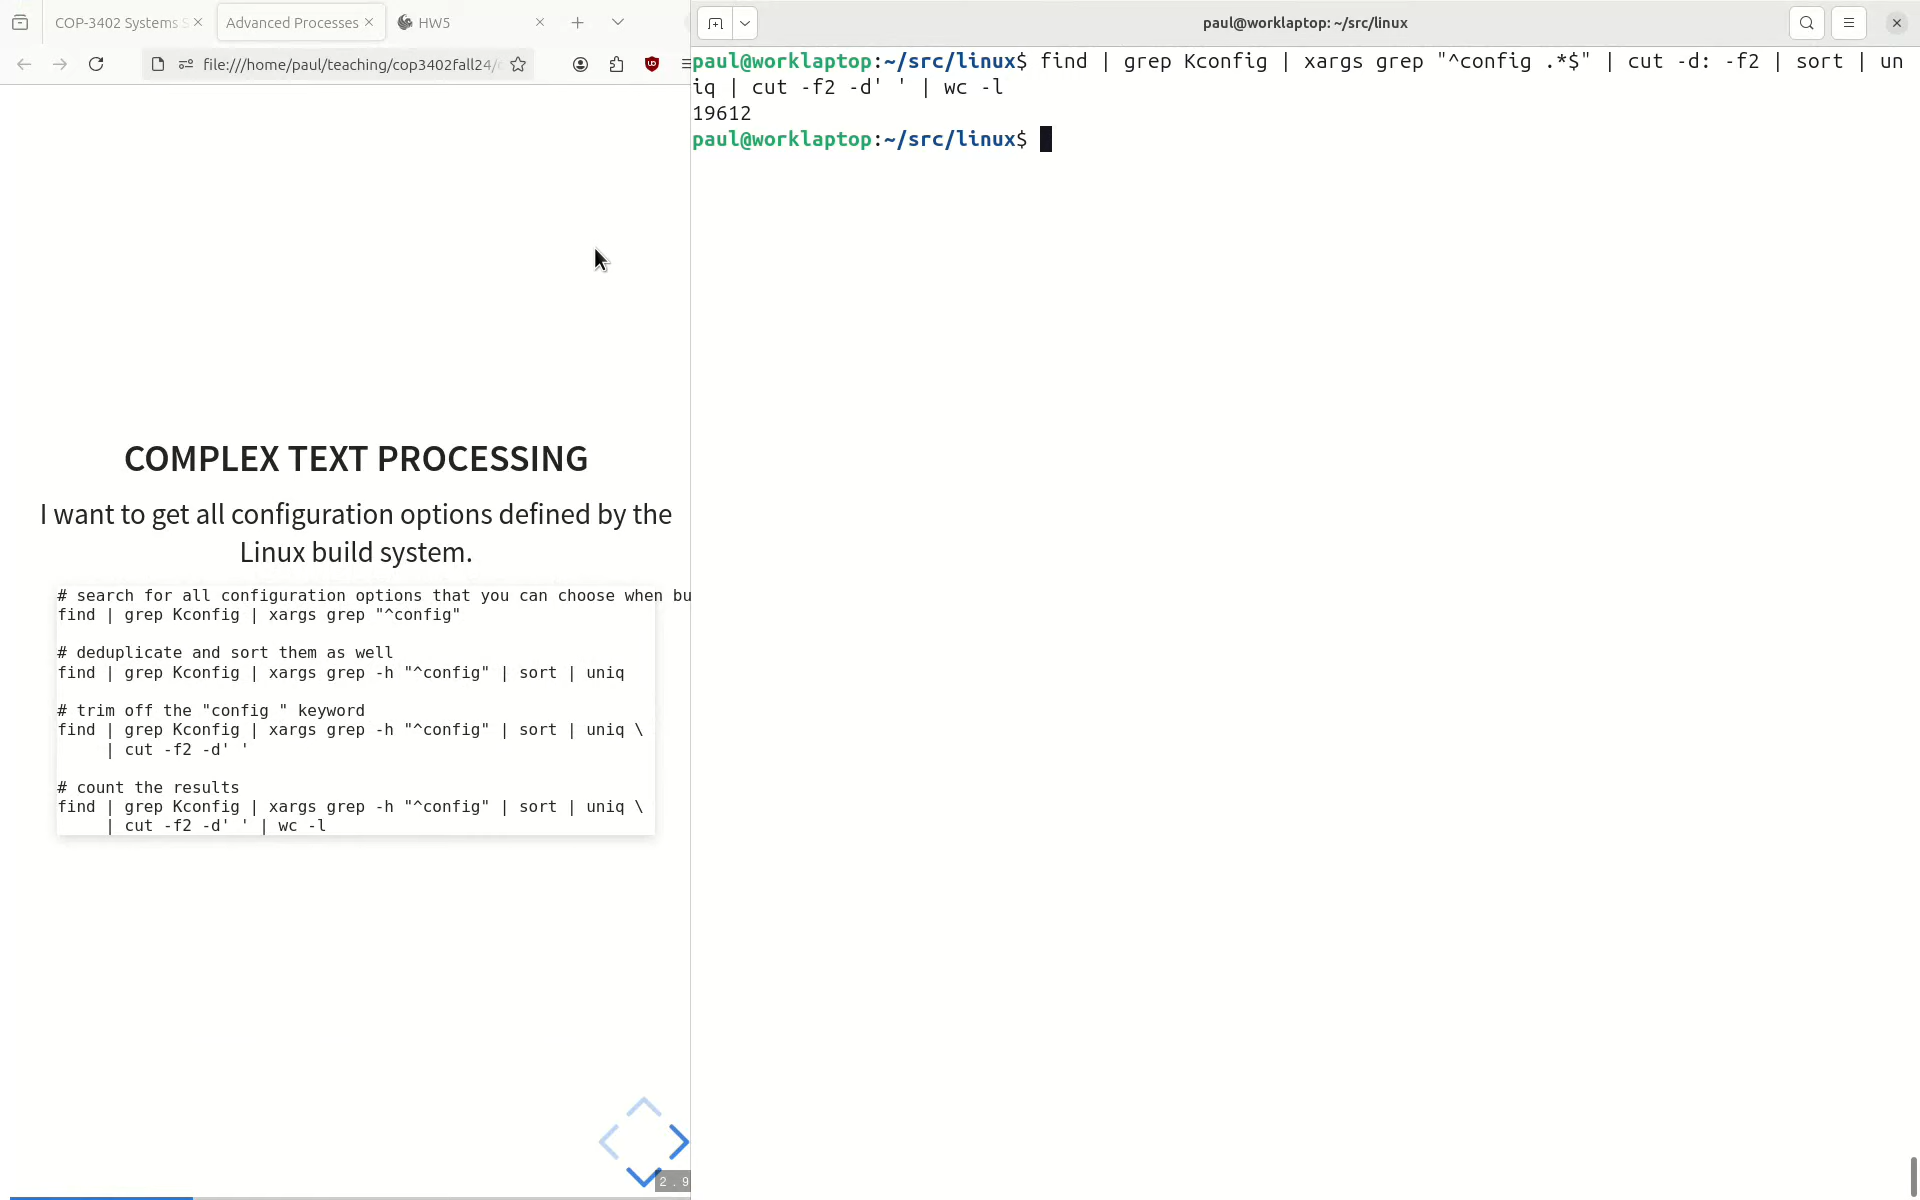 COP-3402 Systems S
Advanced Processes
HW5
file:///home/paul/teaching/cop3402fall24/
COMPLEX TEXT PROCESSING
I want to get all configuration options defined by the
Linux build system.
# search for all configuration options that you can choose when bu
find | grep Kconfig | xargs grep "^config"
# deduplicate and sort them as well
find | grep Kconfig | xargs grep -h "^config" | sort | uniq
# trim off the "config " keyword
find | grep Kconfig | xargs grep -h "^config" | sort | uniq \
     | cut -f2 -d' '
# count the results
find | grep Kconfig | xargs grep -h "^config" | sort | uniq \
     | cut -f2 -d' ' | wc -l
2.9
paul@worklaptop: ~/src/linux
paul@worklaptop:~/src/linux$ find | grep Kconfig | xargs grep "^config .*$" | cut -d: -f2 | sort | un
iq | cut -f2 -d' ' | wc -l
19612
paul@worklaptop:~/src/linux$